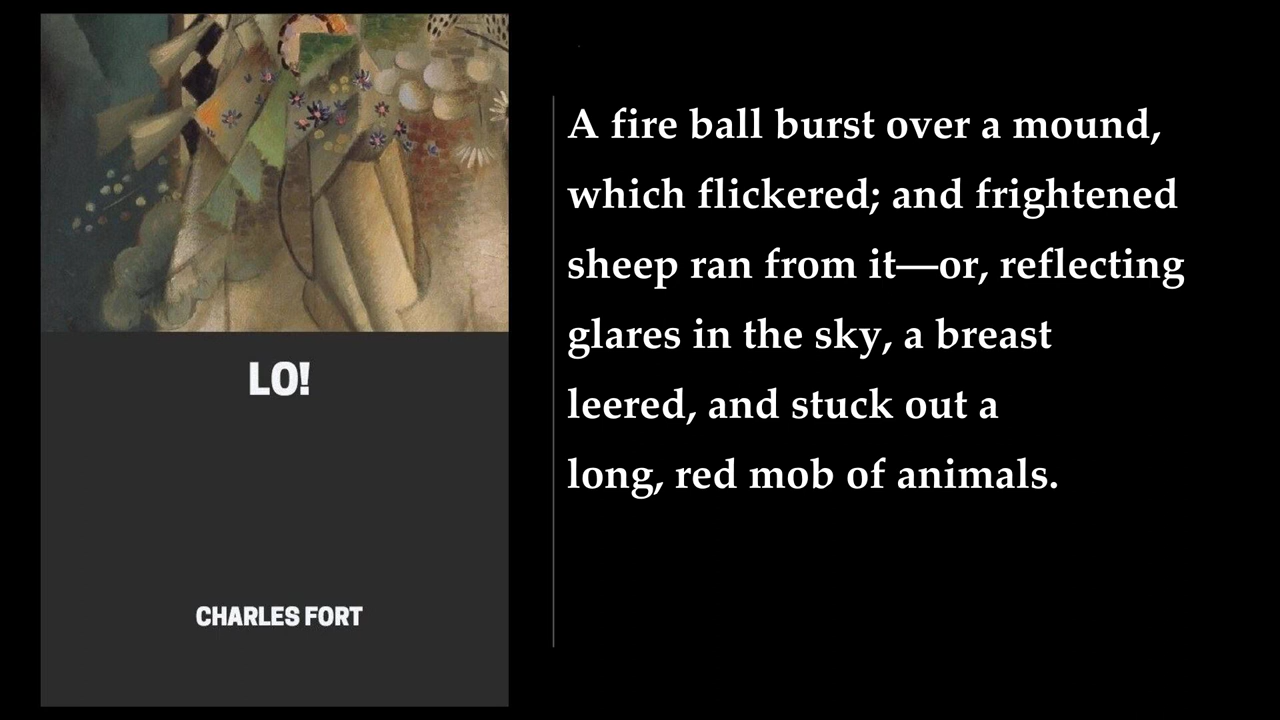 LO!
CHARLES FORT
A fire ball burst over a mound,
which flickered; and frightened
sheep ran from it—or, reflecting
glares in the sky, a breast
leered, and stuck out a
long, red mob of animals.